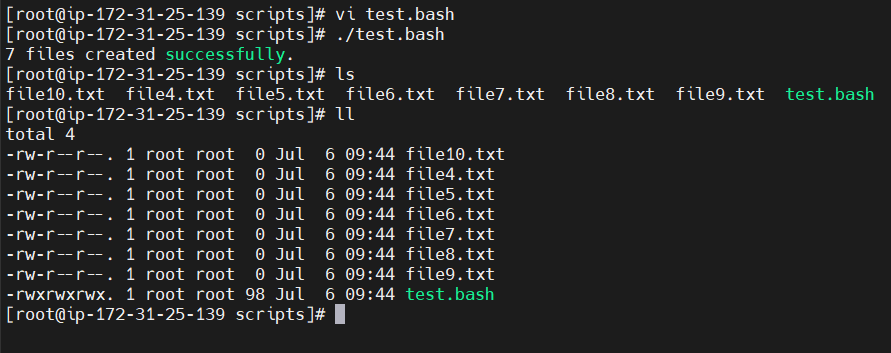 [root@ip-172-31-25-139 scripts]# vi test.bash
[root@ip-172-31-25-139 scripts]# ./test.bash
7 files created successfully.
[root@ip-172-31-25-139 scripts]# ls
file10.txt  file4.txt  file5.txt  file6.txt  file7.txt  file8.txt  file9.txt  test.bash
[root@ip-172-31-25-139 scripts]# ll
total 4
-rw-r--r--. 1 root root  0 Jul  6 09:44 file10.txt
-rw-r--r--. 1 root root  0 Jul  6 09:44 file4.txt
-rw-r--r--. 1 root root  0 Jul  6 09:44 file5.txt
-rw-r--r--. 1 root root  0 Jul  6 09:44 file6.txt
-rw-r--r--. 1 root root  0 Jul  6 09:44 file7.txt
-rw-r--r--. 1 root root  0 Jul  6 09:44 file8.txt
-rw-r--r--. 1 root root  0 Jul  6 09:44 file9.txt
-rwxrwxrwx. 1 root root 98 Jul  6 09:44 test.bash
[root@ip-172-31-25-139 scripts]#